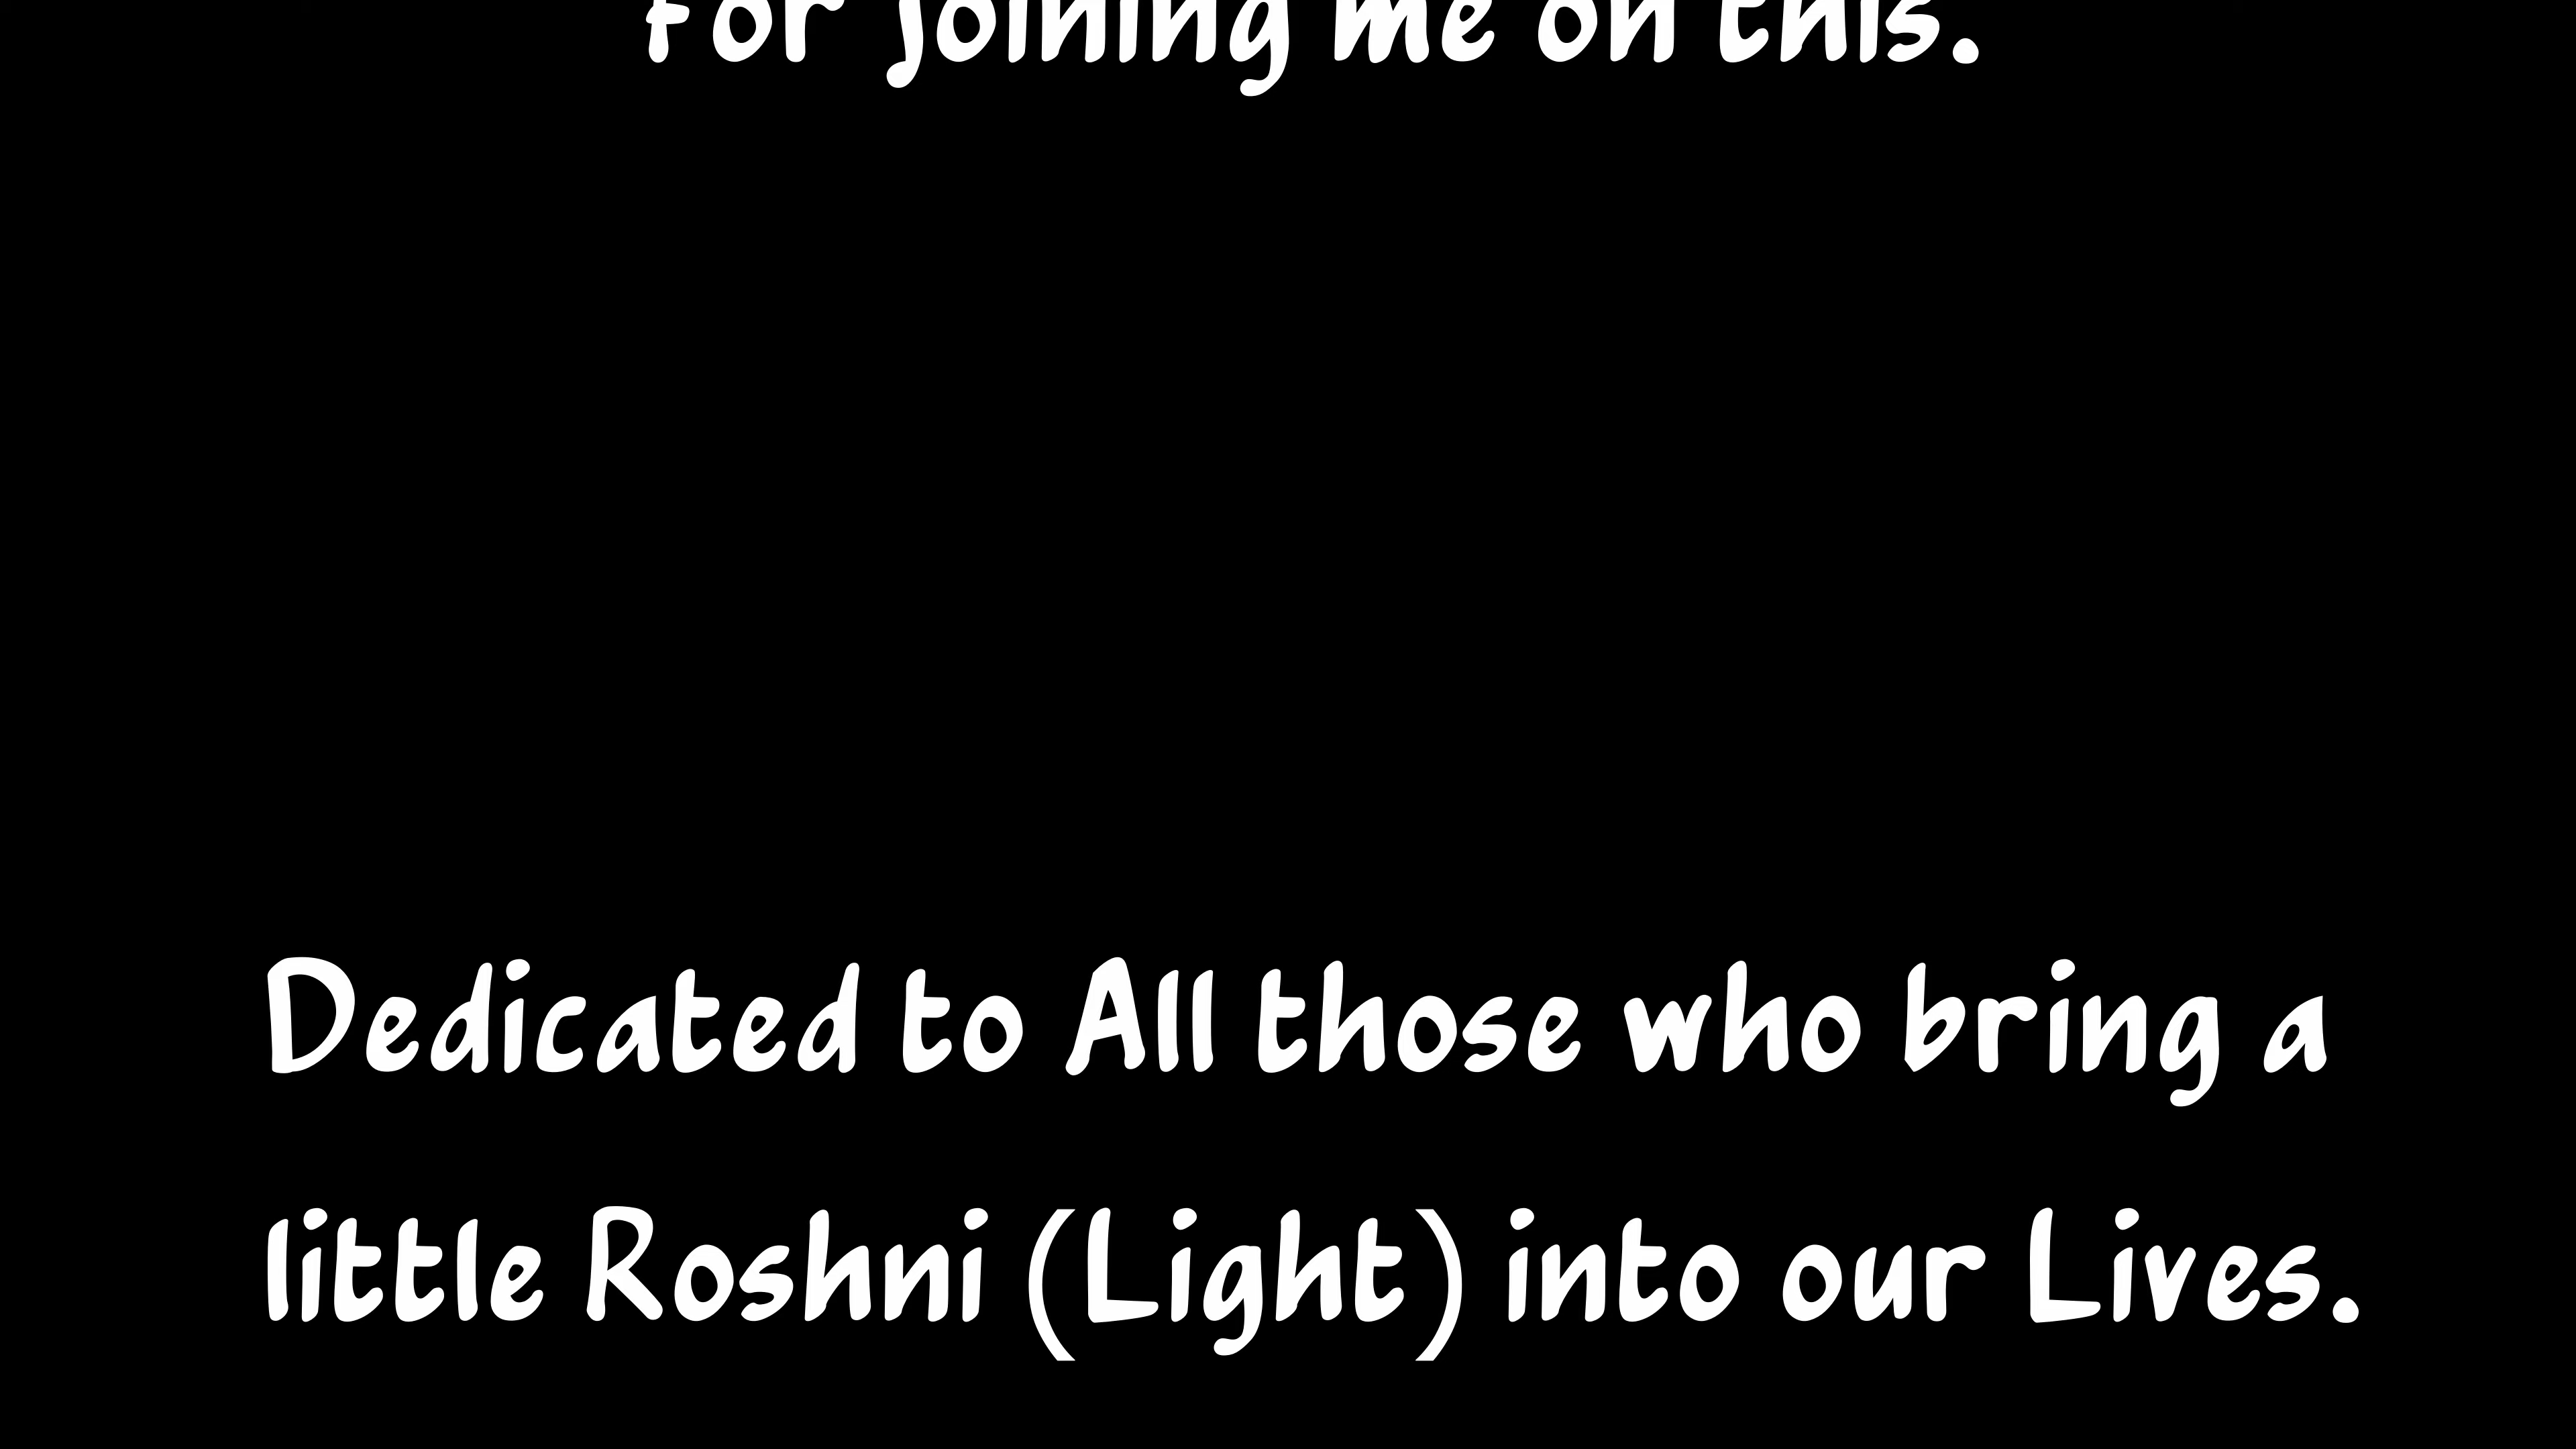 for joining me on this.
Dedicated to All those who bring a
little Roshni (Light) into our Lives.